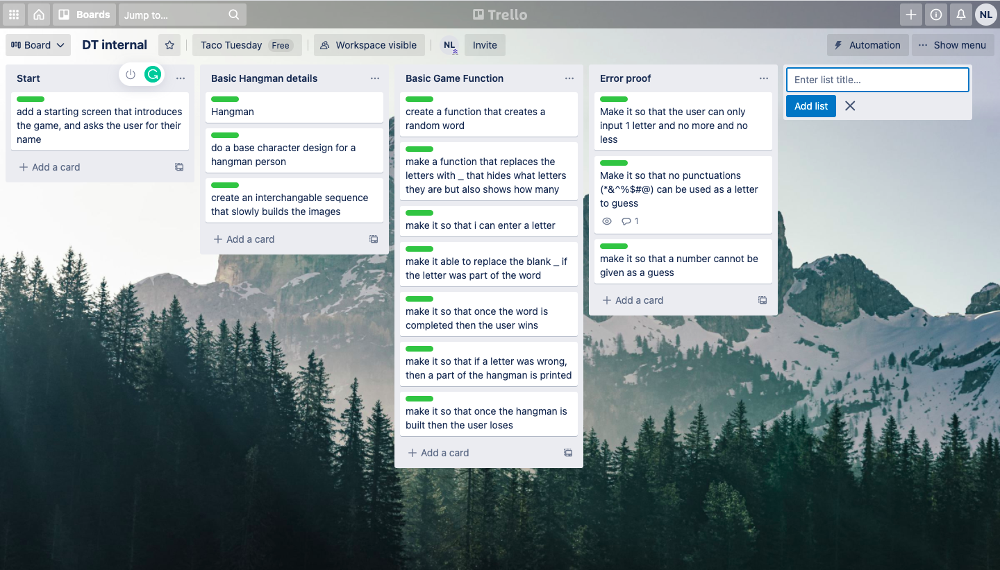 Boards
Jump to...
Trello
NL
Board
DT internal
Taco Tuesday Free
Workspace visible
NL
Invite
Automation
Show menu
Start
add a starting screen that introduces
the game, and asks the user for their
name
Add a card
Basic Hangman details
Hangman
do a base character design for a
hangman person
create an interchangable sequence
that slowly builds the images
Add a card
Basic Game Function
create a function that creates a
random word
make a function that replaces the
letters with _ that hides what letters
they are but also shows how many
make it so that i can enter a letter
make it able to replace the blank _ if
the letter was part of the word
make it so that once the word is
completed then the user wins
make it so that if a letter was wrong,
then a part of the hangman is printed
make it so that once the hangman is
built then the user loses
Add a card
Error proof
Make it so that the user can only
input 1 letter and no more and no
less
Make it so that no punctuations
(*&^%$#@) can be used as a letter
to guess
1
make it so that a number cannot be
given as a guess
Add a card
Enter list title...
Add list